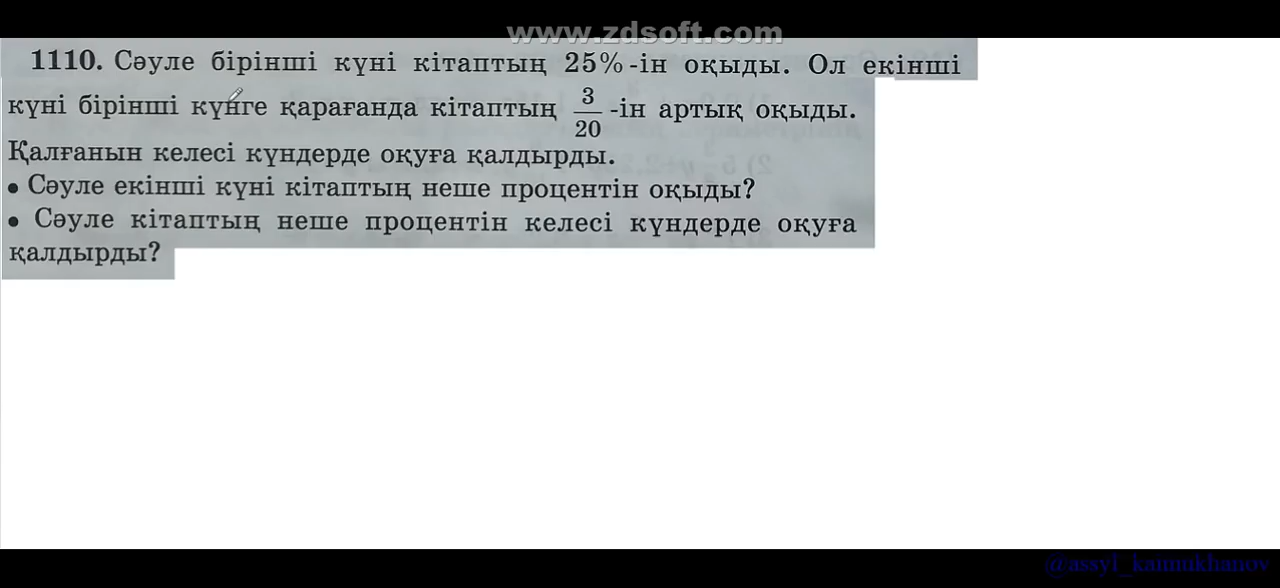 www.zdsoft.com
1110. Сәуле бірінші күні кітаптың 25% -ін оқыды. Ол екінші
күні бірінші күнге қарағанда кітаптың 3/20 -ін артық оқыды.
Қалғанын келесі күндерде оқуға қалдырды.
• Сәуле екінші күні кітаптың неше процентін оқыды?
• Сәуле кітаптың неше процентін келесі күндерде оқуға
қалдырды?
@assyl_kaimukhanov